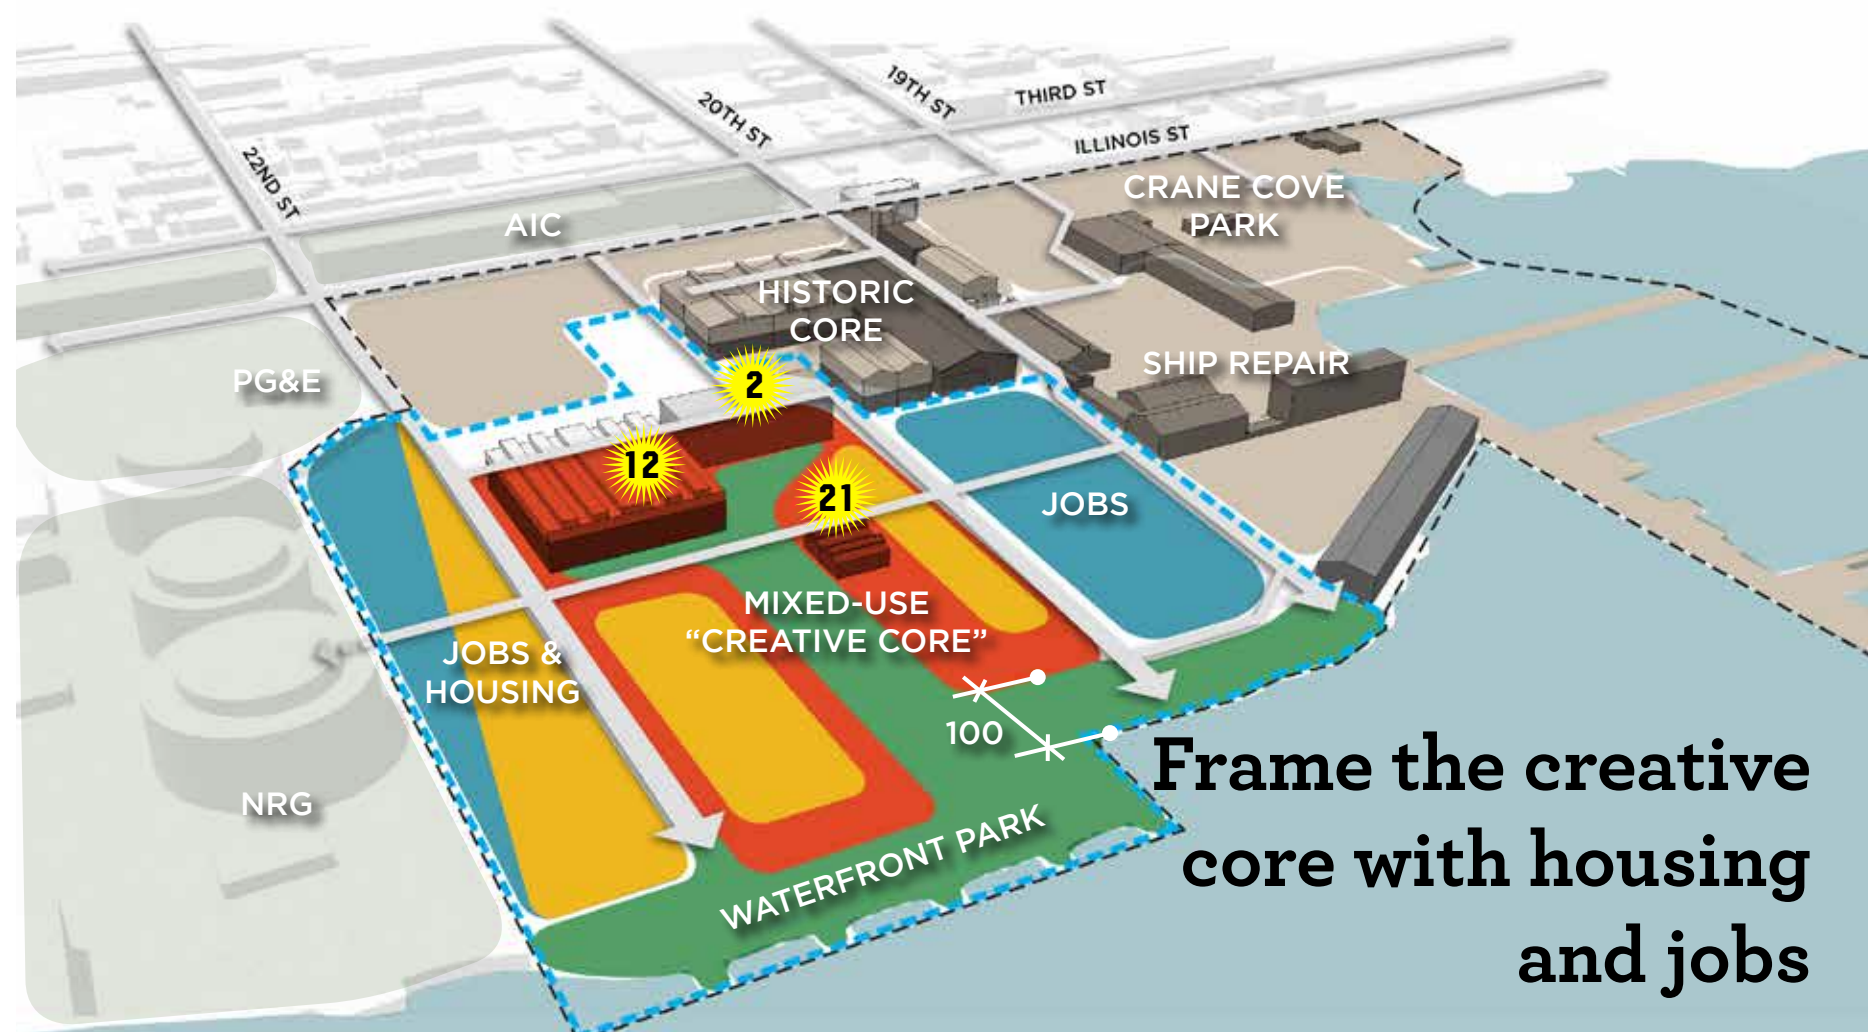 19TH ST
THIRD ST
20TH ST
ILLINOIS ST
22ND ST
CRANE COVE
PARK
AIC
HISTORIC
CORE
SHIP REPAIR
PG&E
2
12
21
JOBS
MIXED-USE
“CREATIVE CORE”
JOBS &
HOUSING
100
NRG
WATERFRONT PARK
Frame the creative
core with housing
and jobs